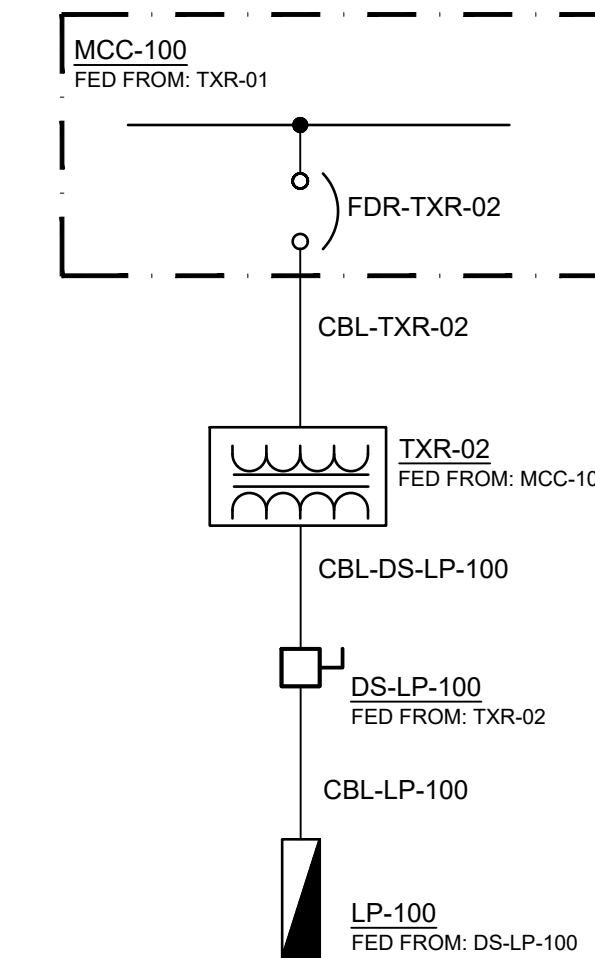 MCC-100
FED FROM: TXR-01
FDR-TXR-02
CBL-TXR-02
TXR-02
FED FROM: MCC-10
CBL-DS-LP-100
DS-LP-100
FED FROM: TXR-02
CBL-LP-100
LP-100
FED FROM: DS-LP-100